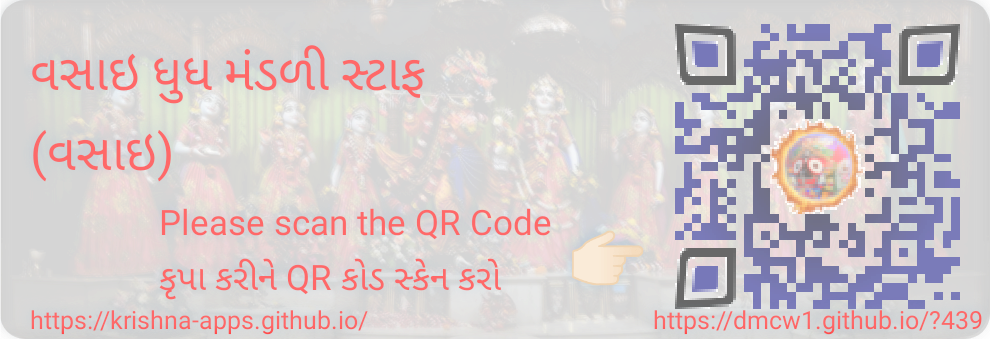 વસાઇ ધુધ મંડળી સ્ટાફ
(વસાઇ)
Please scan the QR Code
કૃપા કરીને QR કોડ સ્કેન કરો
https://krishna-apps.github.io/
https://dmcw1.github.io/?439